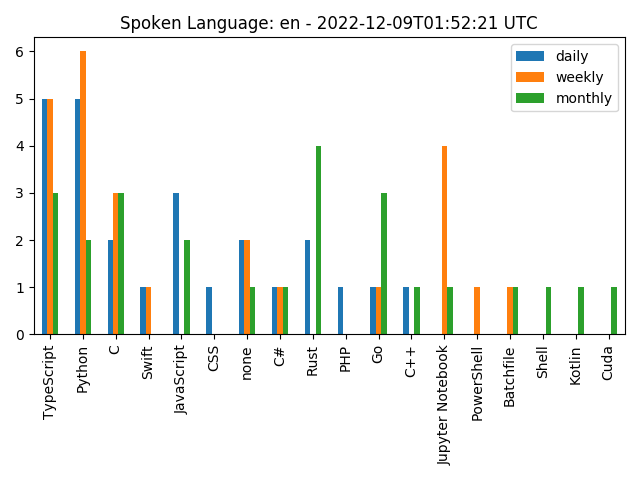 Spoken Language: en - 2022-12-09T01:52:21 UTC
daily
weekly
monthly
6
5
4
3
2
1
0
TypeScript
Python
C
Swift
JavaScript
CSS
none
C#
Rust
PHP
Go
C++
Jupyter Notebook
PowerShell
Batchfile
Shell
Kotlin
Cuda